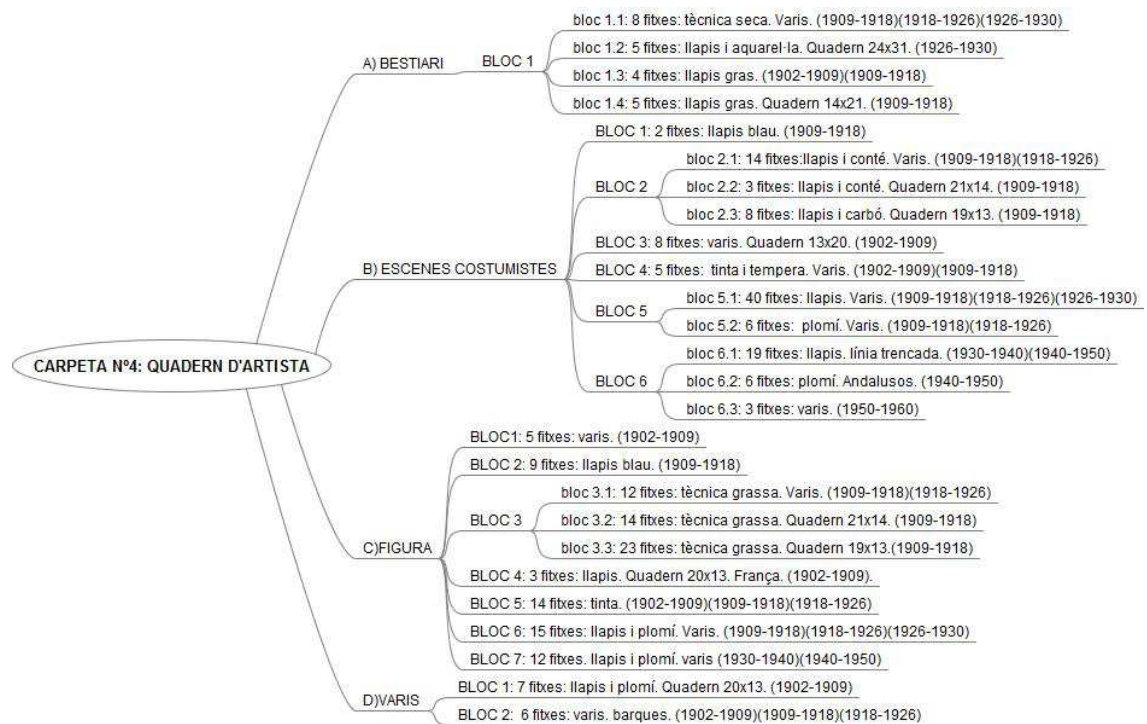 CARPETA Nº4: QUADERN D'ARTISTA
A) BESTIARI
BLOC 1
bloc 1.1: 8 fitxes: tècnica seca. Varis. (1909-1918)(1918-1926)(1926-1930)
bloc 1.2: 5 fitxes: llapis i aquarel·la. Quadern 24x31. (1926-1930)
bloc 1.3: 4 fitxes: llapis gras. (1902-1909)(1909-1918)
bloc 1.4: 5 fitxes: llapis gras. Quadern 14x21. (1909-1918)
B) ESCENES COSTUMISTES
BLOC 1: 2 fitxes: llapis blau. (1909-1918)
BLOC 2
bloc 2.1: 14 fitxes:llapis i conté. Varis. (1909-1918)(1918-1926)
bloc 2.2: 3 fitxes: llapis i conté. Quadern 21x14. (1909-1918)
bloc 2.3: 8 fitxes: llapis i carbó. Quadern 19x13. (1909-1918)
BLOC 3: 8 fitxes: varis. Quadern 13x20. (1902-1909)
BLOC 4: 5 fitxes: tinta i tempera. Varis. (1902-1909)(1909-1918)
BLOC 5
bloc 5.1: 40 fitxes: llapis. Varis. (1909-1918)(1918-1926)(1926-1930)
bloc 5.2: 6 fitxes: plomí. Varis. (1909-1918)(1918-1926)
BLOC 6
bloc 6.1: 19 fitxes: llapis. línia trencada. (1930-1940)(1940-1950)
bloc 6.2: 6 fitxes: plomí. Andalusos. (1940-1950)
bloc 6.3: 3 fitxes: varis. (1950-1960)
C)FIGURA
BLOC1: 5 fitxes: varis. (1902-1909)
BLOC 2: 9 fitxes: llapis blau. (1909-1918)
BLOC 3
bloc 3.1: 12 fitxes: tècnica grassa. Varis. (1909-1918)(1918-1926)
bloc 3.2: 14 fitxes: tècnica grassa. Quadern 21x14. (1909-1918)
bloc 3.3: 23 fitxes: tècnica grassa. Quadern 19x13.(1909-1918)
BLOC 4: 3 fitxes: llapis. Quadern 20x13. França. (1902-1909).
BLOC 5: 14 fitxes: tinta. (1902-1909)(1909-1918)(1918-1926)
BLOC 6: 15 fitxes: llapis i plomí. Varis. (1909-1918)(1918-1926)(1926-1930)
BLOC 7: 12 fitxes. llapis i plomí. varis (1930-1940)(1940-1950)
D)VARIS
BLOC 1: 7 fitxes: llapis i plomí. Quadern 20x13. (1902-1909)
BLOC 2: 6 fitxes: varis. barques. (1902-1909)(1909-1918)(1918-1926)